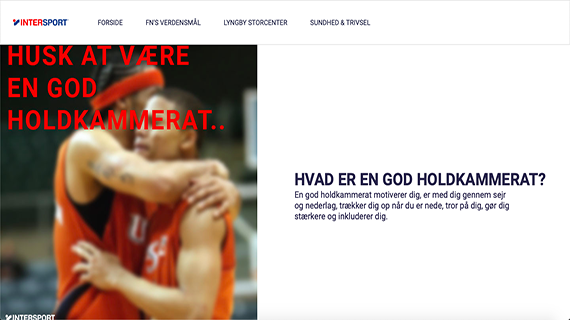 INTERSPORT FORSIDE FN'S VERDENSMÅL LYNGBY STORCENTER SUNDHED & TRIVSEL
HUSK AT VÆRE
EN GOD
HOLDKAMMERAT..
HVAD ER EN GOD HOLDKAMMERAT?
En god holdkammerat motiverer dig, er med dig gennem sejr
og nederlag, trækker dig op når du er nede, tror på dig, gør dig
stærkere og inkluderer dig.
INTERSPORT